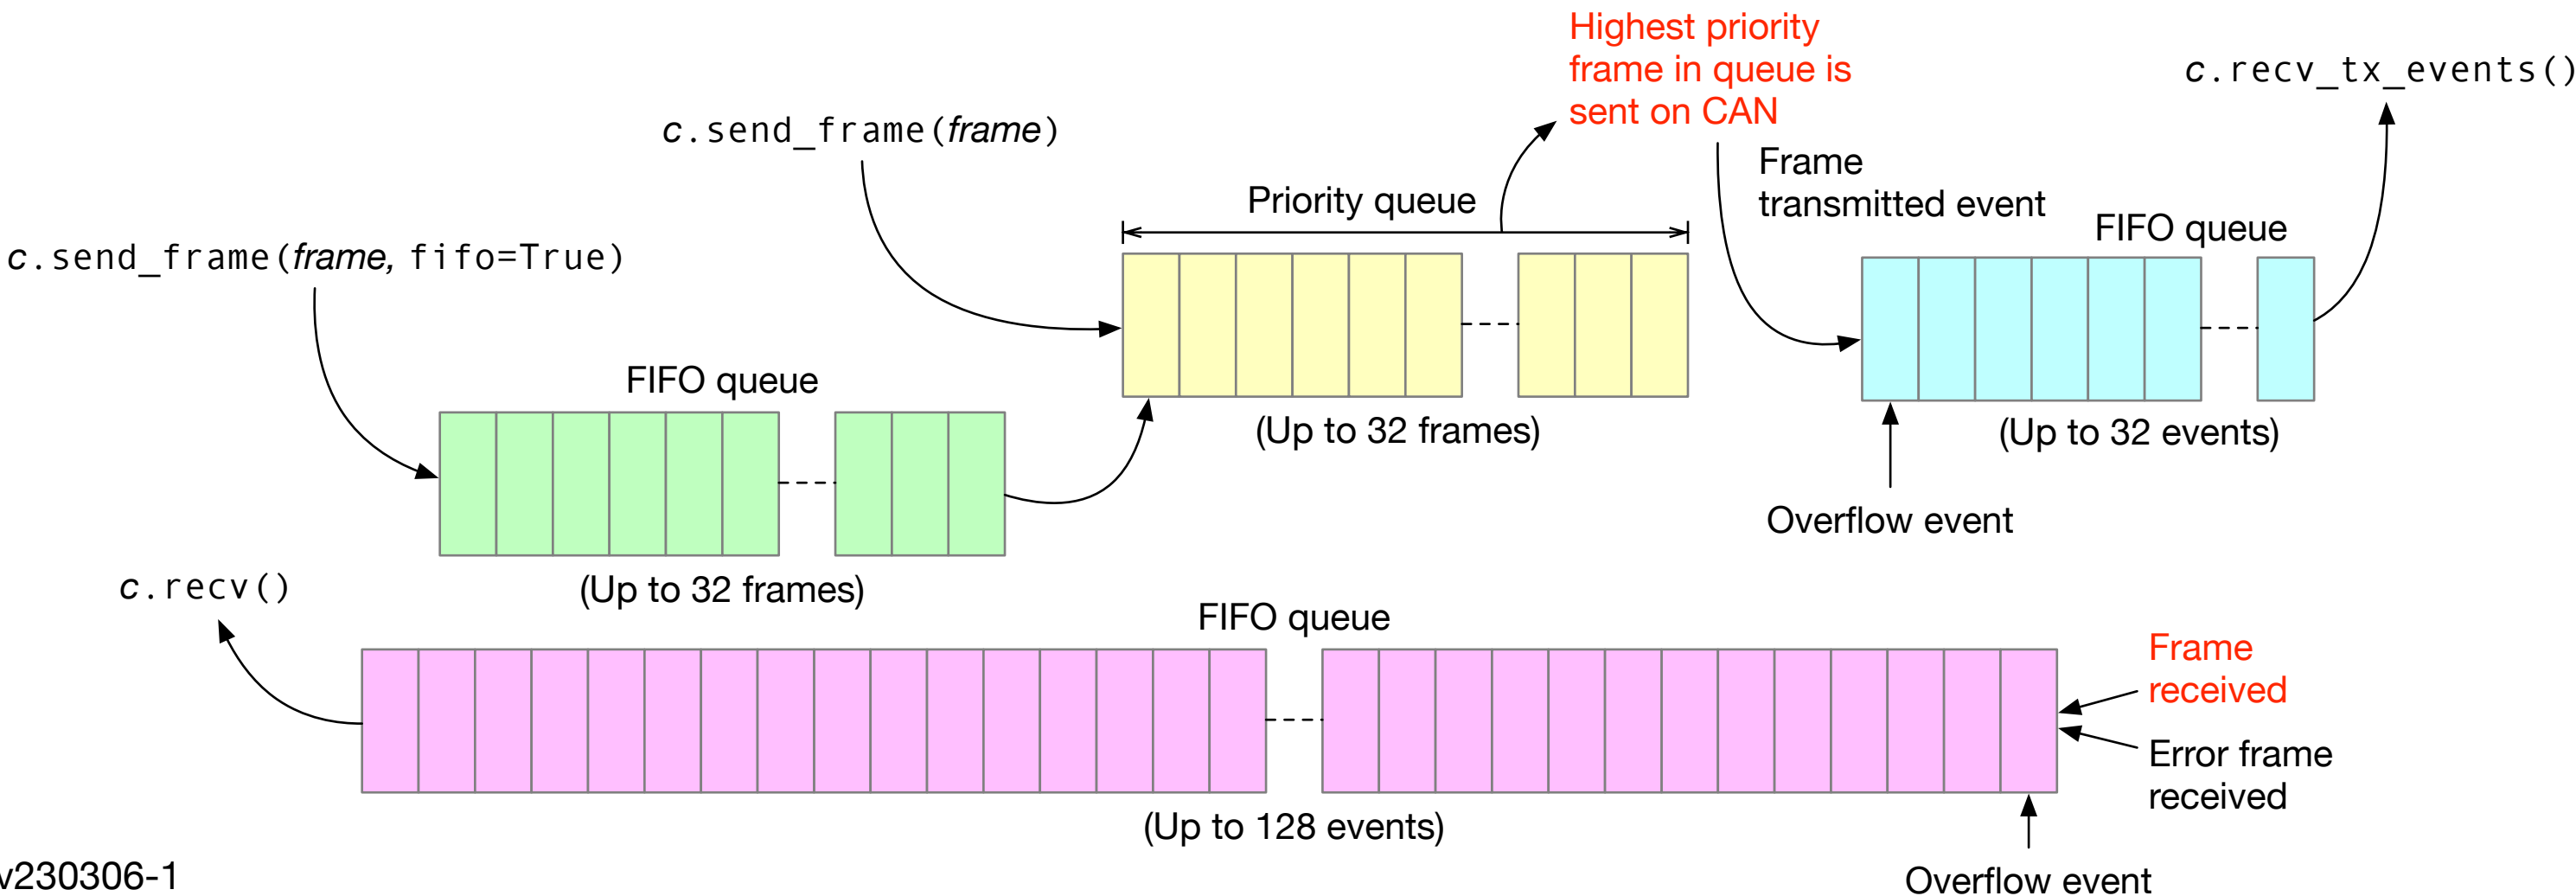 Highest priority
frame in queue is
sent on CAN
c.recv_tx_events()
c.send_frame(frame)
Frame
transmitted event
Priority queue
FIFO queue
c.send_frame(frame, fifo=True)
FIFO queue
(Up to 32 frames)
(Up to 32 events)
Overflow event
c.recv()
(Up to 32 frames)
FIFO queue
Frame
received
Error frame
received
(Up to 128 events)
v230306-1
Overflow event